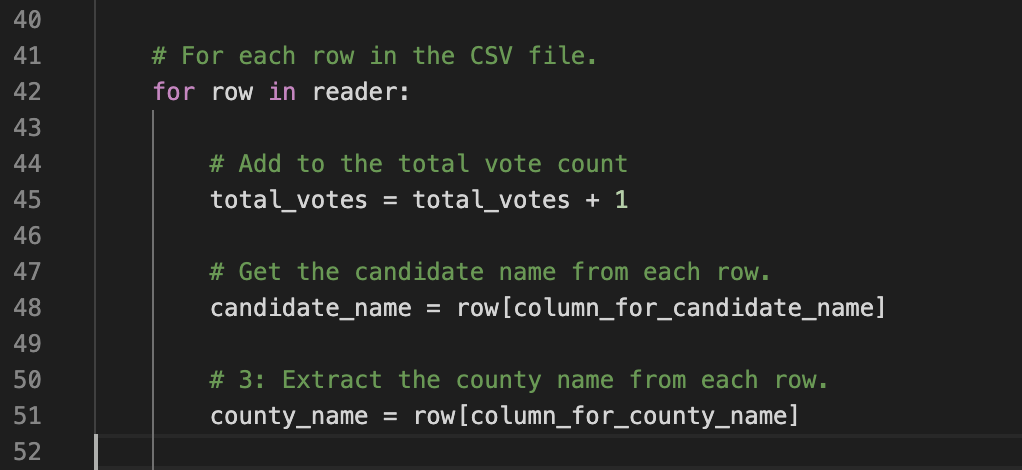 40
41 # For each row in the CSV file.
42 for row in reader:
43
44 # Add to the total vote count
45 total_votes = total_votes + 1
46
47 # Get the candidate name from each row.
48 candidate_name = row[column_for_candidate_name]
49
50 # 3: Extract the county name from each row.
51 county_name = row[column_for_county_name]
52